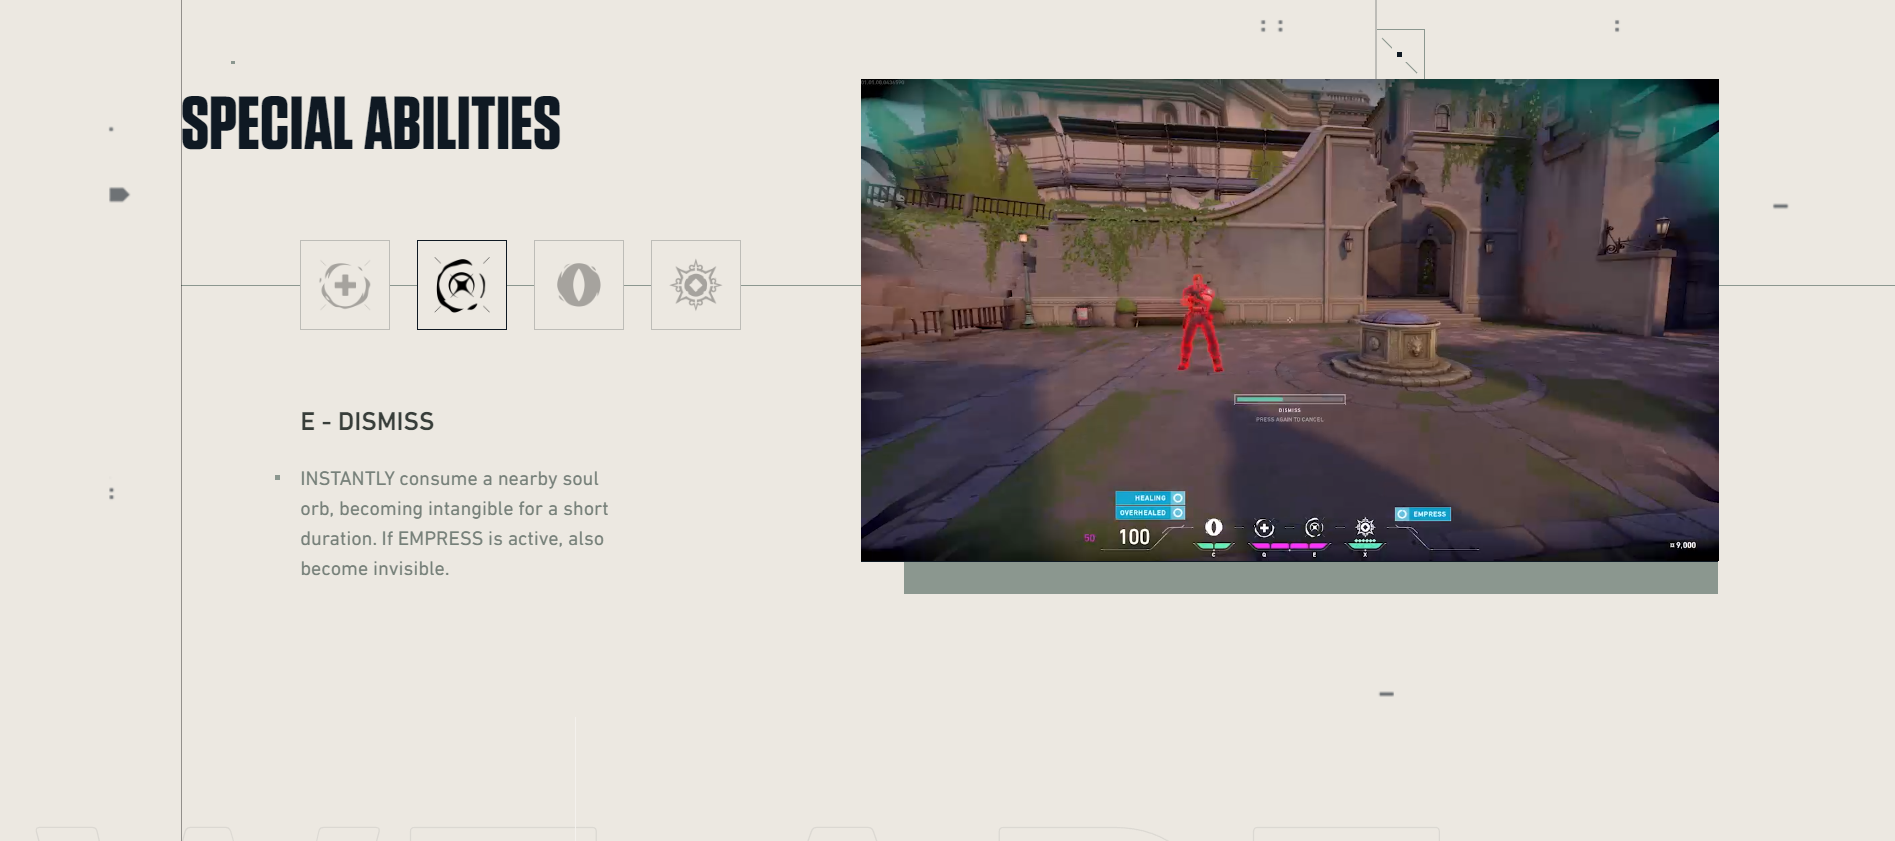 SPECIAL ABILITIES
E - DISMISS
INSTANTLY consume a nearby soul
orb, becoming intangible for a short
duration. If EMPRESS is active, also
become invisible.
DISMISS
PRESS AGAIN TO CANCEL
HEALING
OVERHEALED
EMPRESS
50 100
C Q E X
¤ 9,000